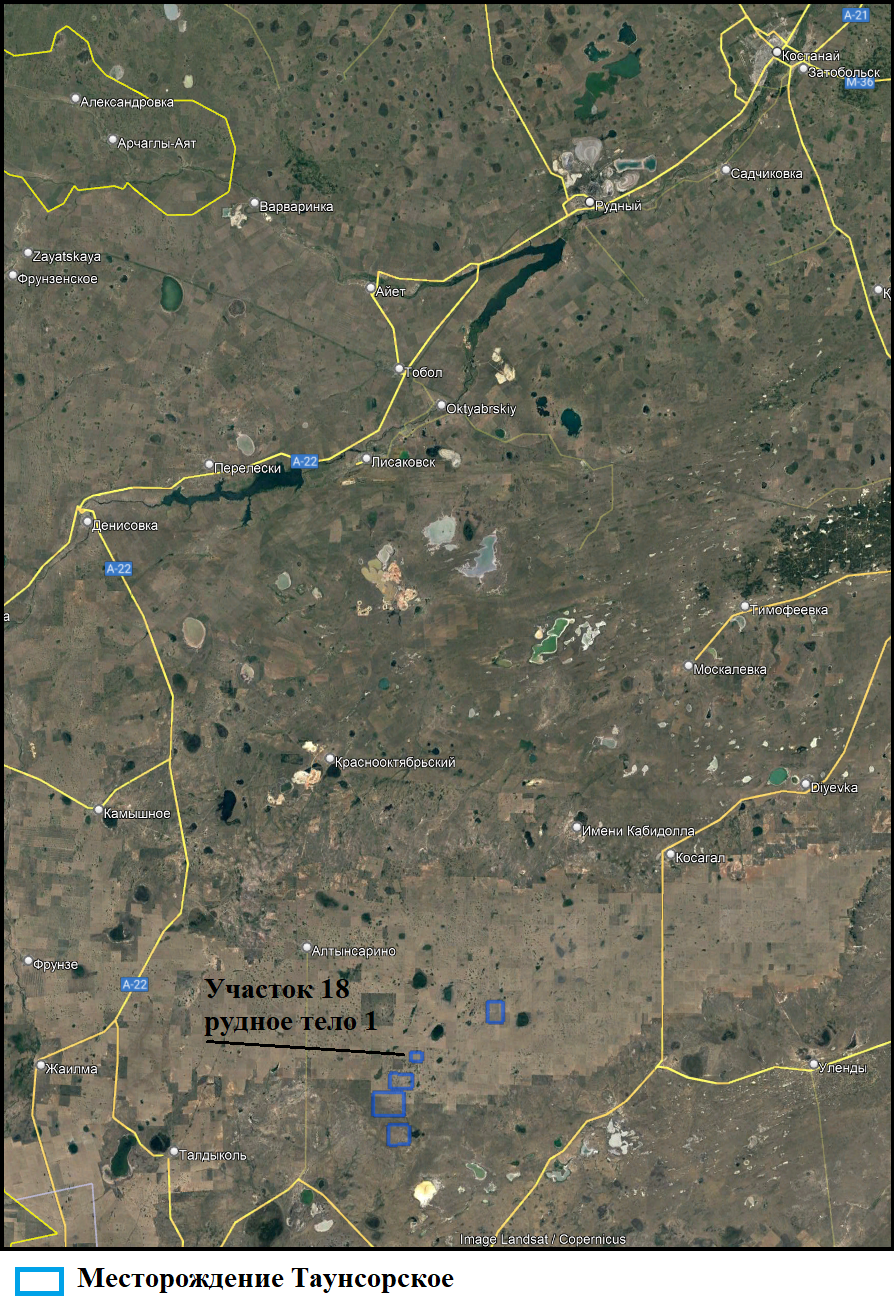 А-21
Костанай
Затобольск
М-36
Александровка
Арчаглы-Аят
Садчиковка
Варваринка
Рудный
Zayatskaya
Фрунзенское
Айет
К
Тобол
Oktyabrskiy
Перелески
А-22
Лисаковск
Денисовка
А-22
Тимофеевка
а
Москалевка
Краснооктябрьский
Diyevka
Камышное
Имени Кабидолла
Косагал
Алтынсарино
Фрунзе
А-22
Участок 18
рудное тело 1
Жаилма
Уленды
Талдыколь
Image Landsat / Copernicus
Месторождение Таунсорское